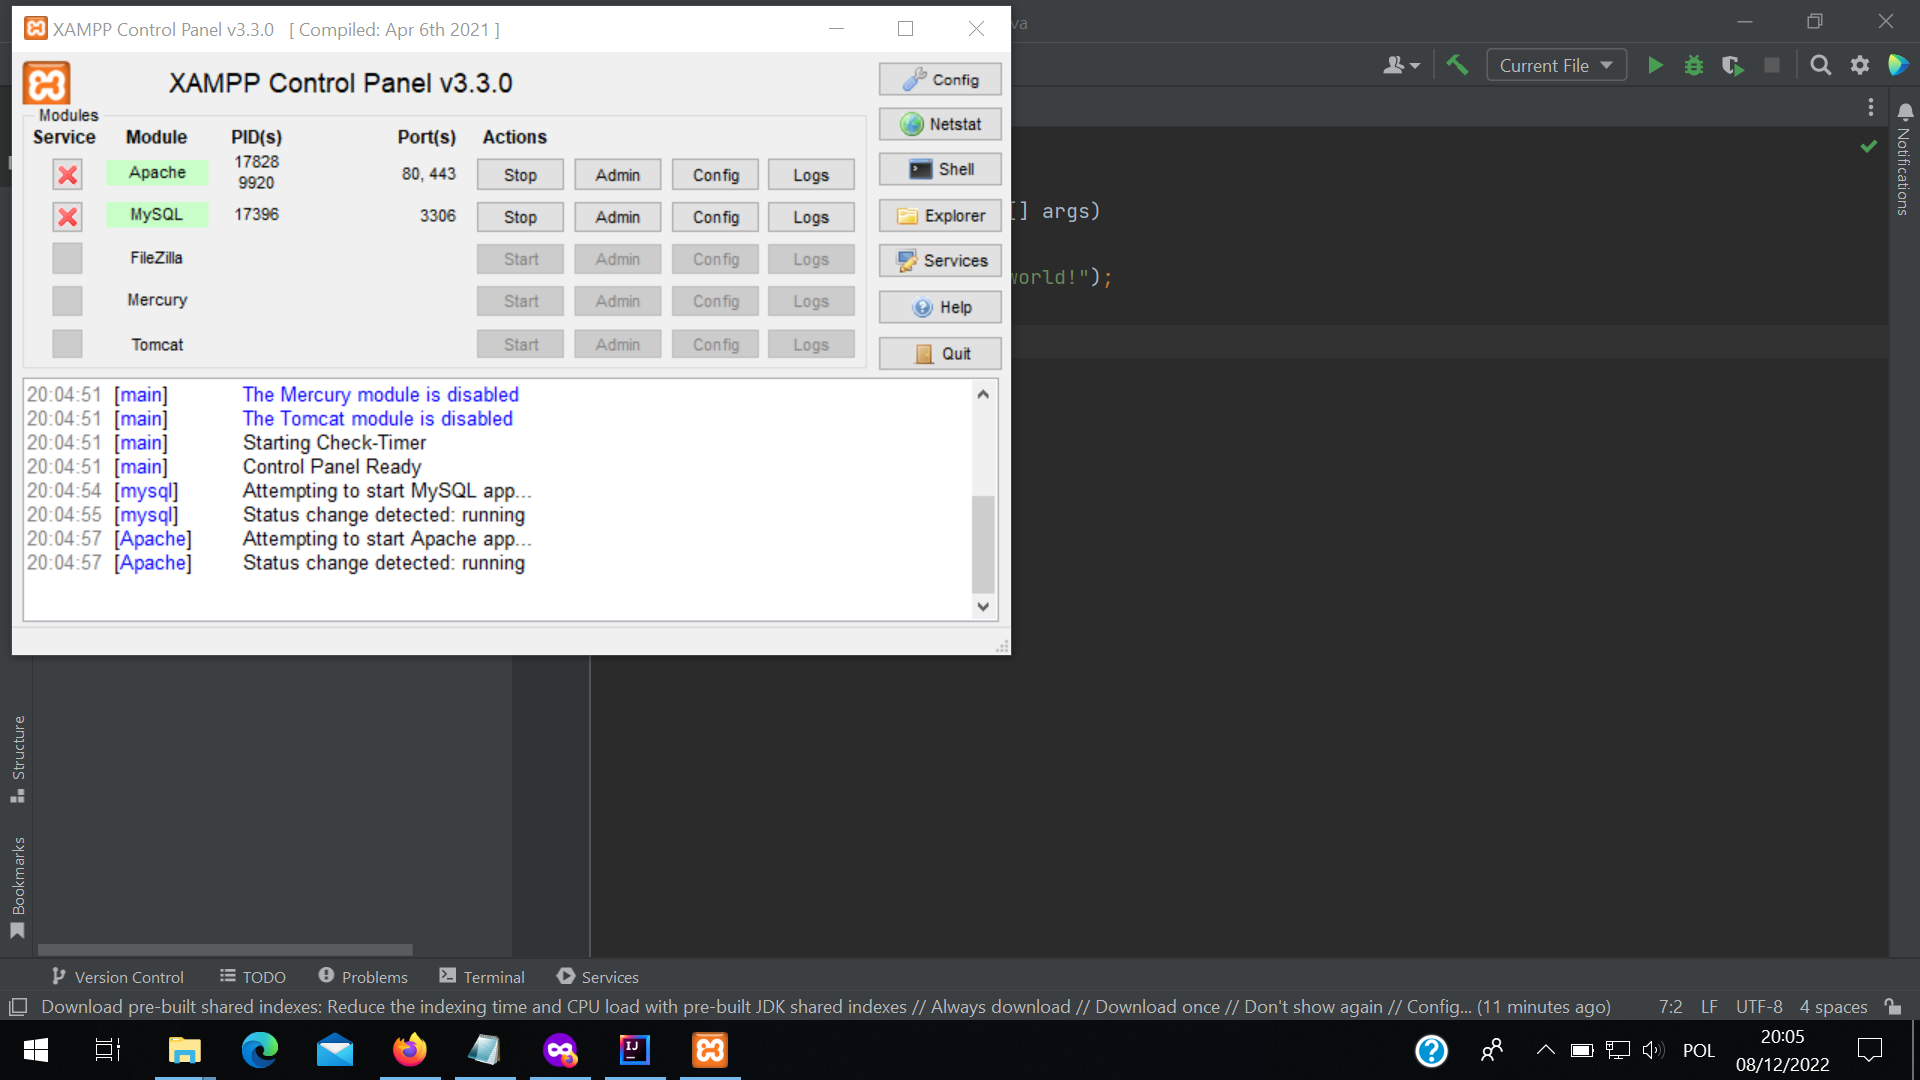 XAMPP Control Panel v3.3.0 [ Compiled: Apr 6th 2021 ]
va
XAMPP Control Panel v3.3.0
Config
Current File
Modules
Service Module PID(s) Port(s) Actions
Netstat
Apache 17828 9920 80, 443 Stop Admin Config Logs
Shell
MySQL 17396 3306 Stop Admin Config Logs
Explorer
[] args)
FileZilla Start Admin Config Logs
Services
world!");
Mercury Start Admin Config Logs
Help
Tomcat Start Admin Config Logs
Quit
Notifications
20:04:51 [main] The Mercury module is disabled
20:04:51 [main] The Tomcat module is disabled
20:04:51 [main] Starting Check-Timer
20:04:51 [main] Control Panel Ready
20:04:54 [mysql] Attempting to start MySQL app...
20:04:55 [mysql] Status change detected: running
20:04:57 [Apache] Attempting to start Apache app...
20:04:57 [Apache] Status change detected: running
Structure
Bookmarks
Version Control TODO Problems Terminal Services
Download pre-built shared indexes: Reduce the indexing time and CPU load with pre-built JDK shared indexes // Always download // Download once // Don't show again // Config... (11 minutes ago) 7:2 LF UTF-8 4 spaces
IJ
POL
20:05
08/12/2022